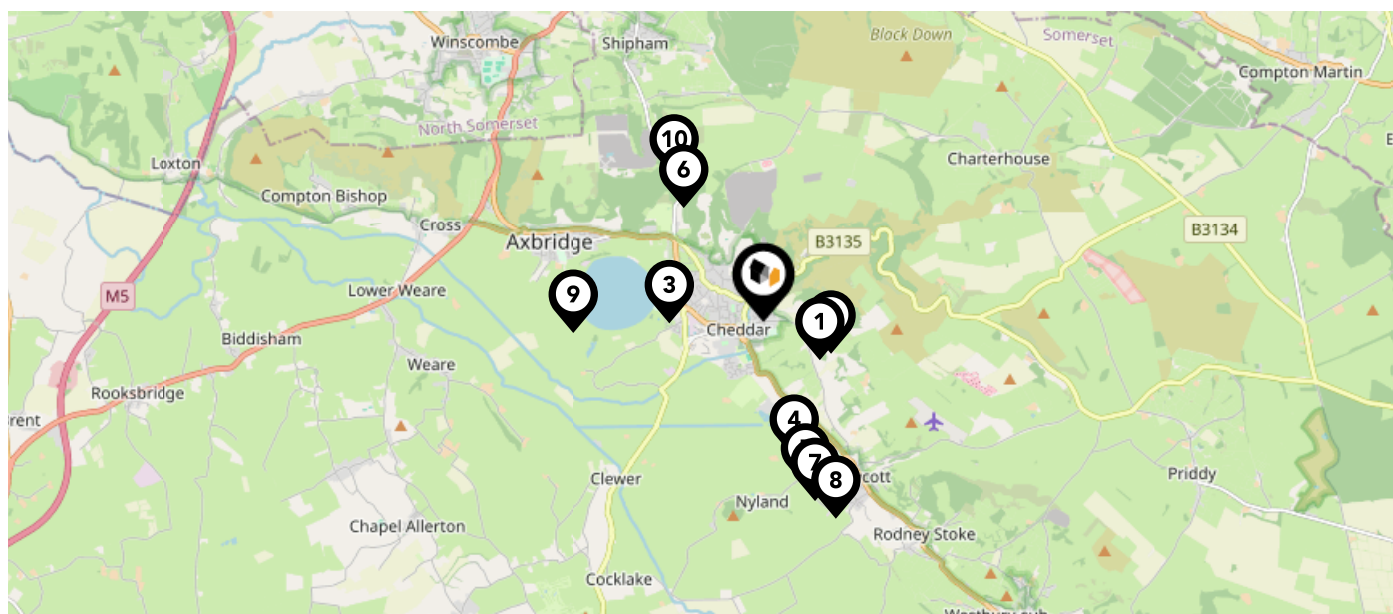 Winscombe
Shipham
Black Down
Somerset
Compton Martin
North Somerset
10
Loxton
6
Charterhouse
Compton Bishop
Cross
Axbridge
B3135
B3134
M5
Lower Weare
9
3
1
Cheddar
Biddisham
Weare
Rooksbridge
rent
4
7
8
cott
Clewer
Priddy
Nyland
Chapel Allerton
Rodney Stoke
Cocklake